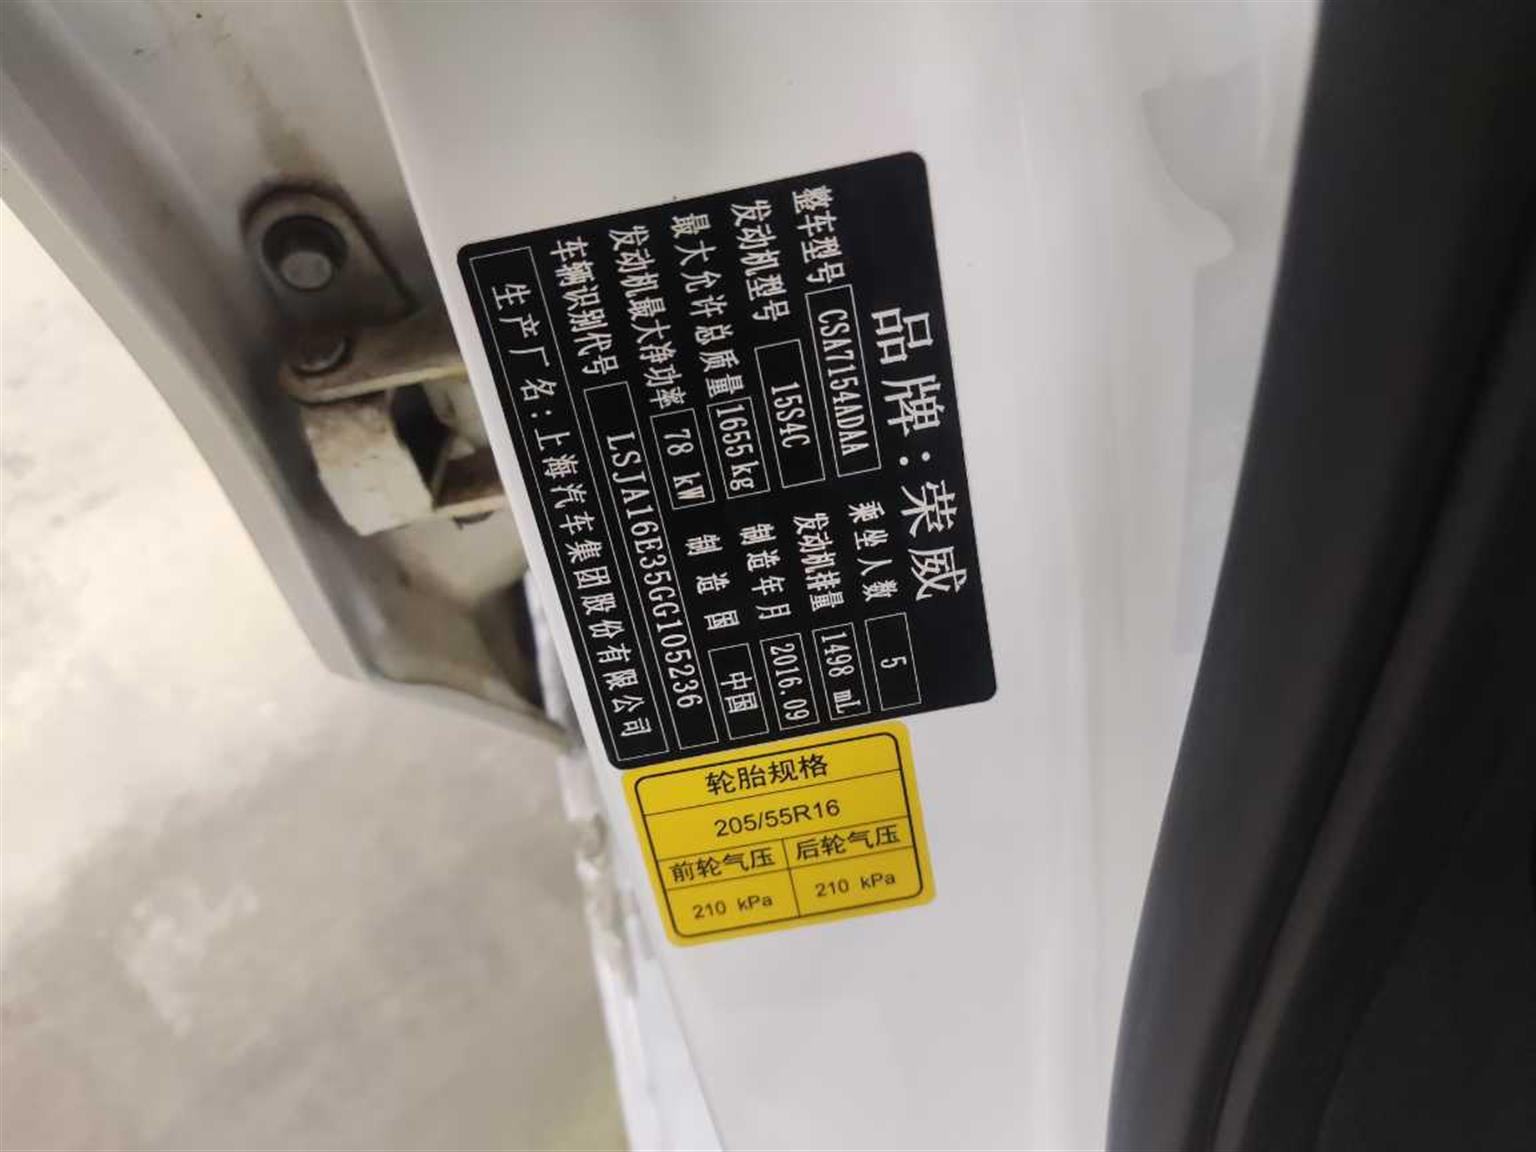 品牌:荣威
整车型号 CSA7154ADAA 乘坐人数 5
发动机型号 15S4C 发动机排量 1498 mL
最大允许总质量 1655kg 制造年月 2016.09
发动机最大净功率 78 kW 制造国 中国
车辆识别代号 LSJA16E35GG105236
生产厂名:上海汽车集团股份有限公司
轮胎规格
205/55R16
前轮气压 后轮气压
210 kPa 210 kPa